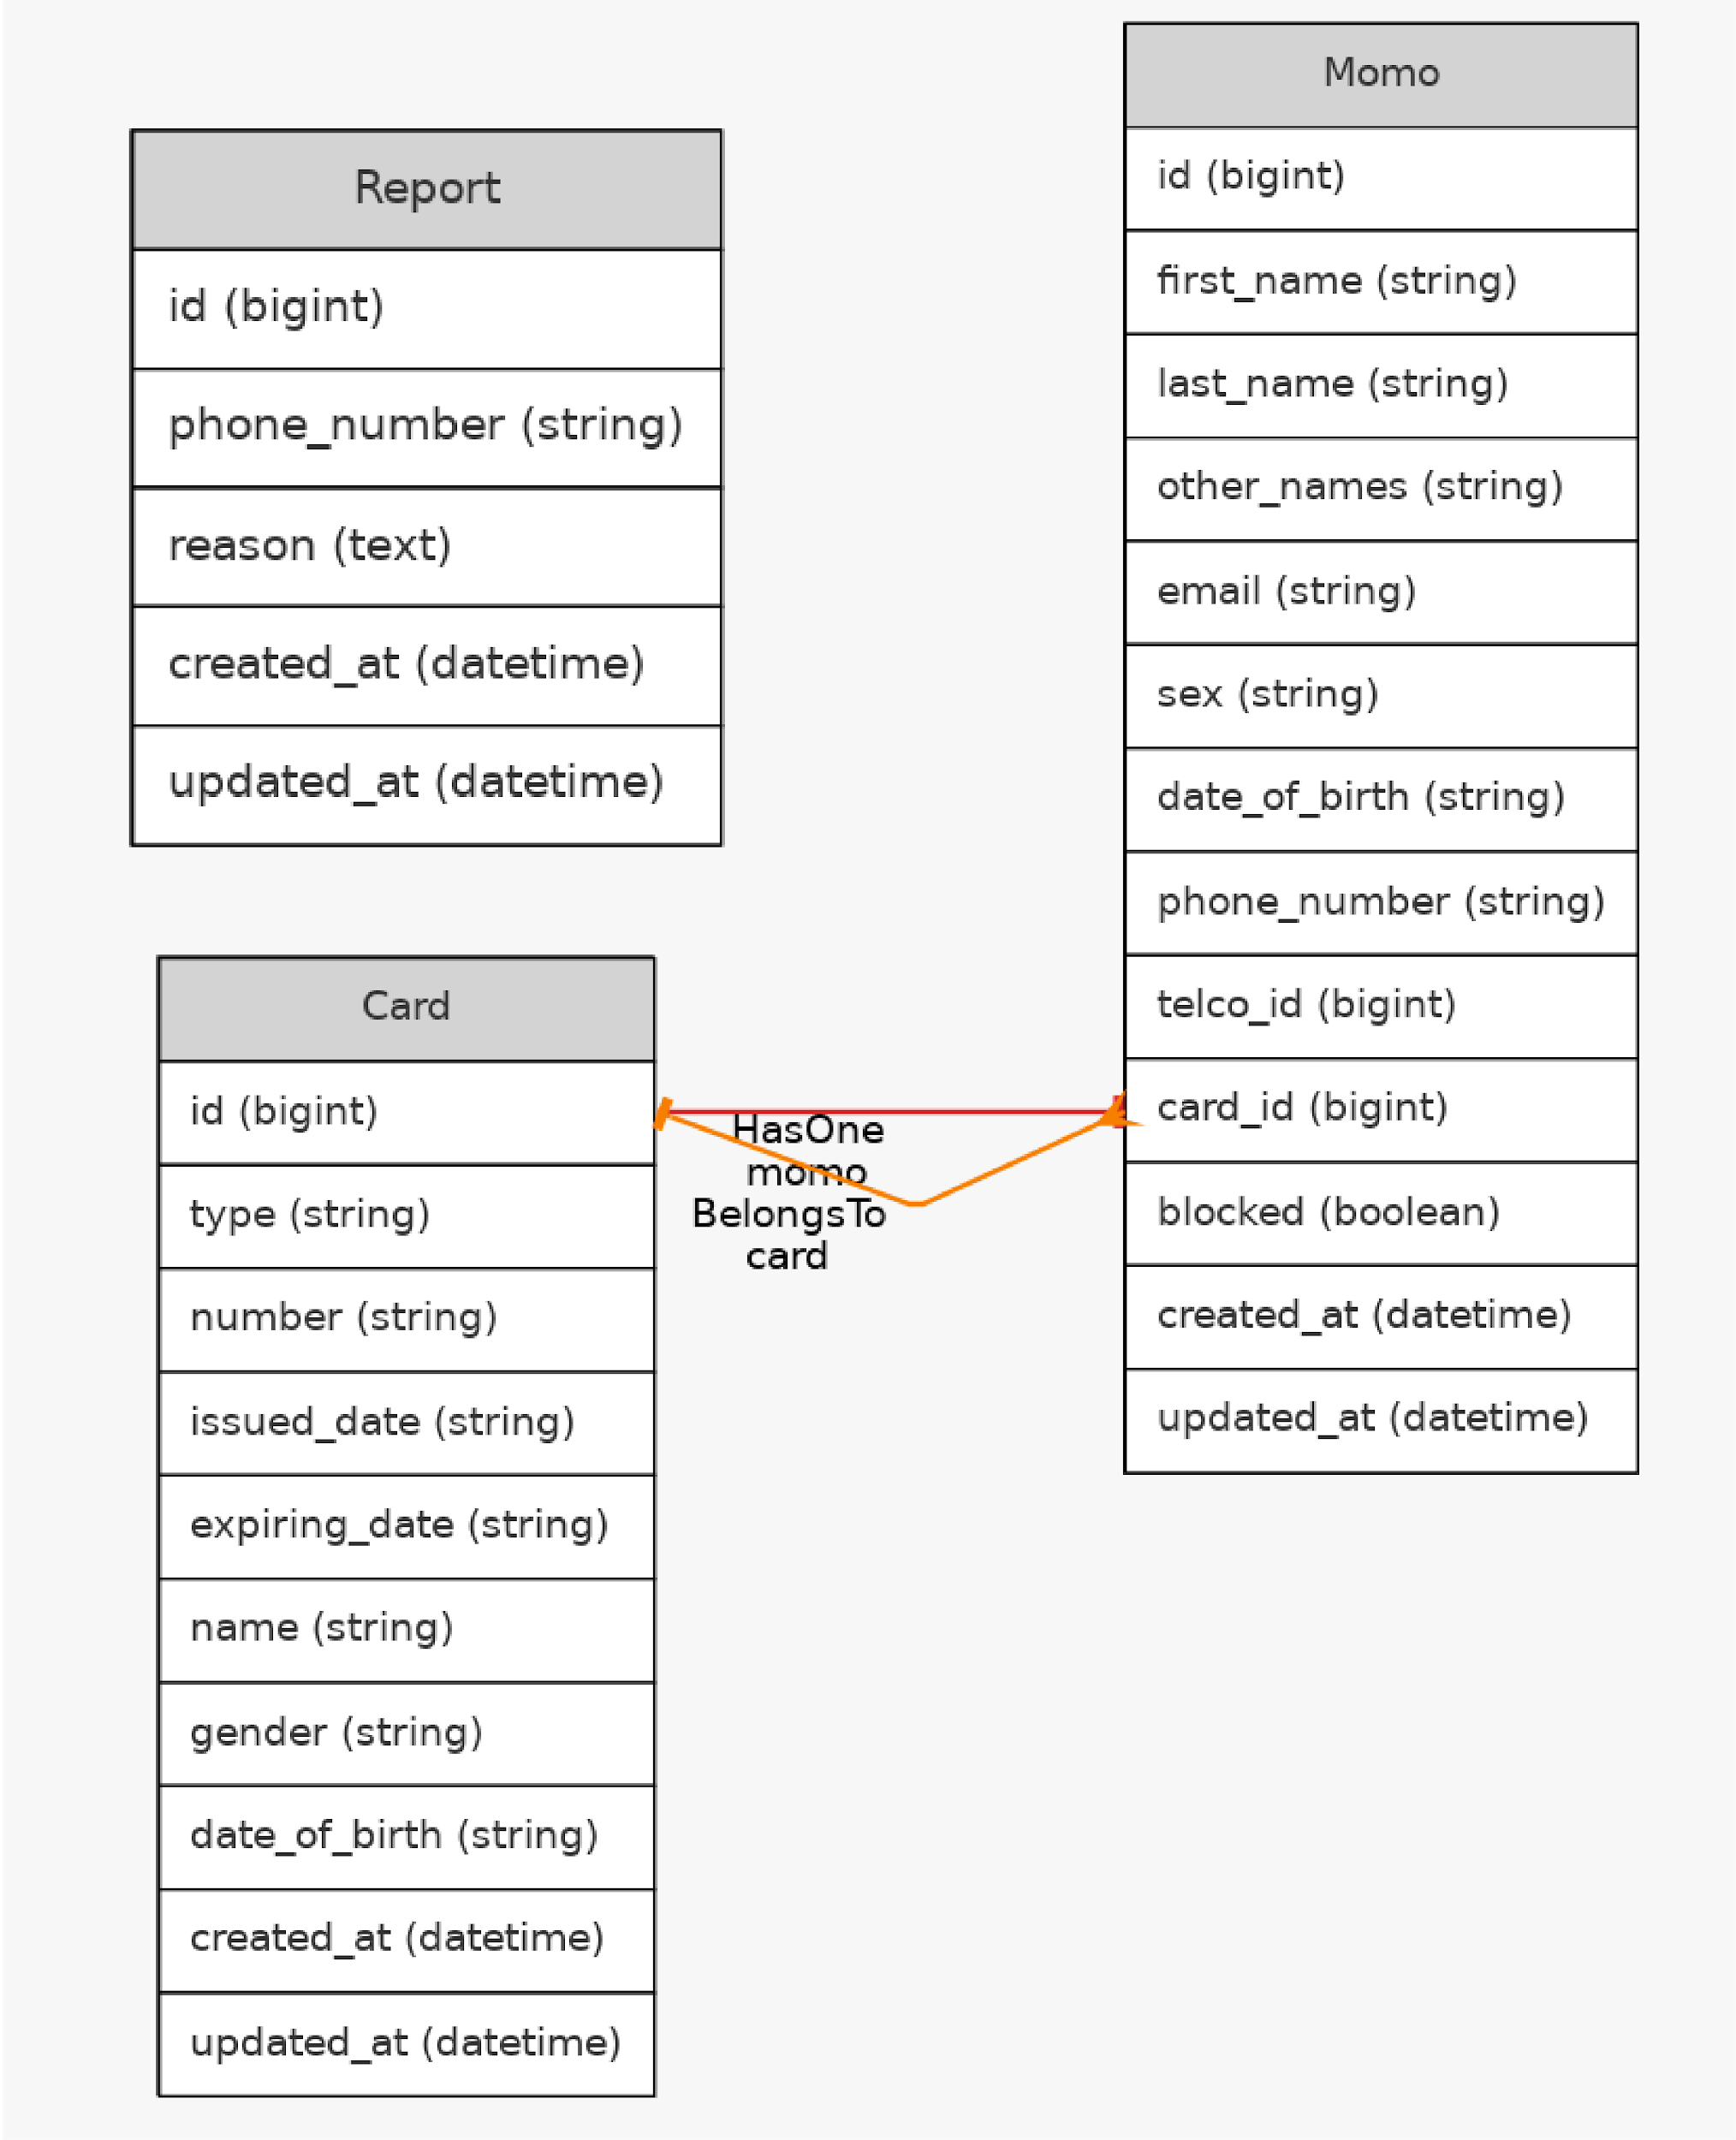 Report
id (bigint)
phone_number (string)
reason (text)
created_at (datetime)
updated_at (datetime)
Momo
id (bigint)
first_name (string)
last_name (string)
other_names (string)
email (string)
sex (string)
date_of_birth (string)
phone_number (string)
telco_id (bigint)
card_id (bigint)
blocked (boolean)
created_at (datetime)
updated_at (datetime)
Card
id (bigint)
type (string)
number (string)
issued_date (string)
expiring_date (string)
name (string)
gender (string)
date_of_birth (string)
created_at (datetime)
updated_at (datetime)
HasOne
momo
BelongsTo
card